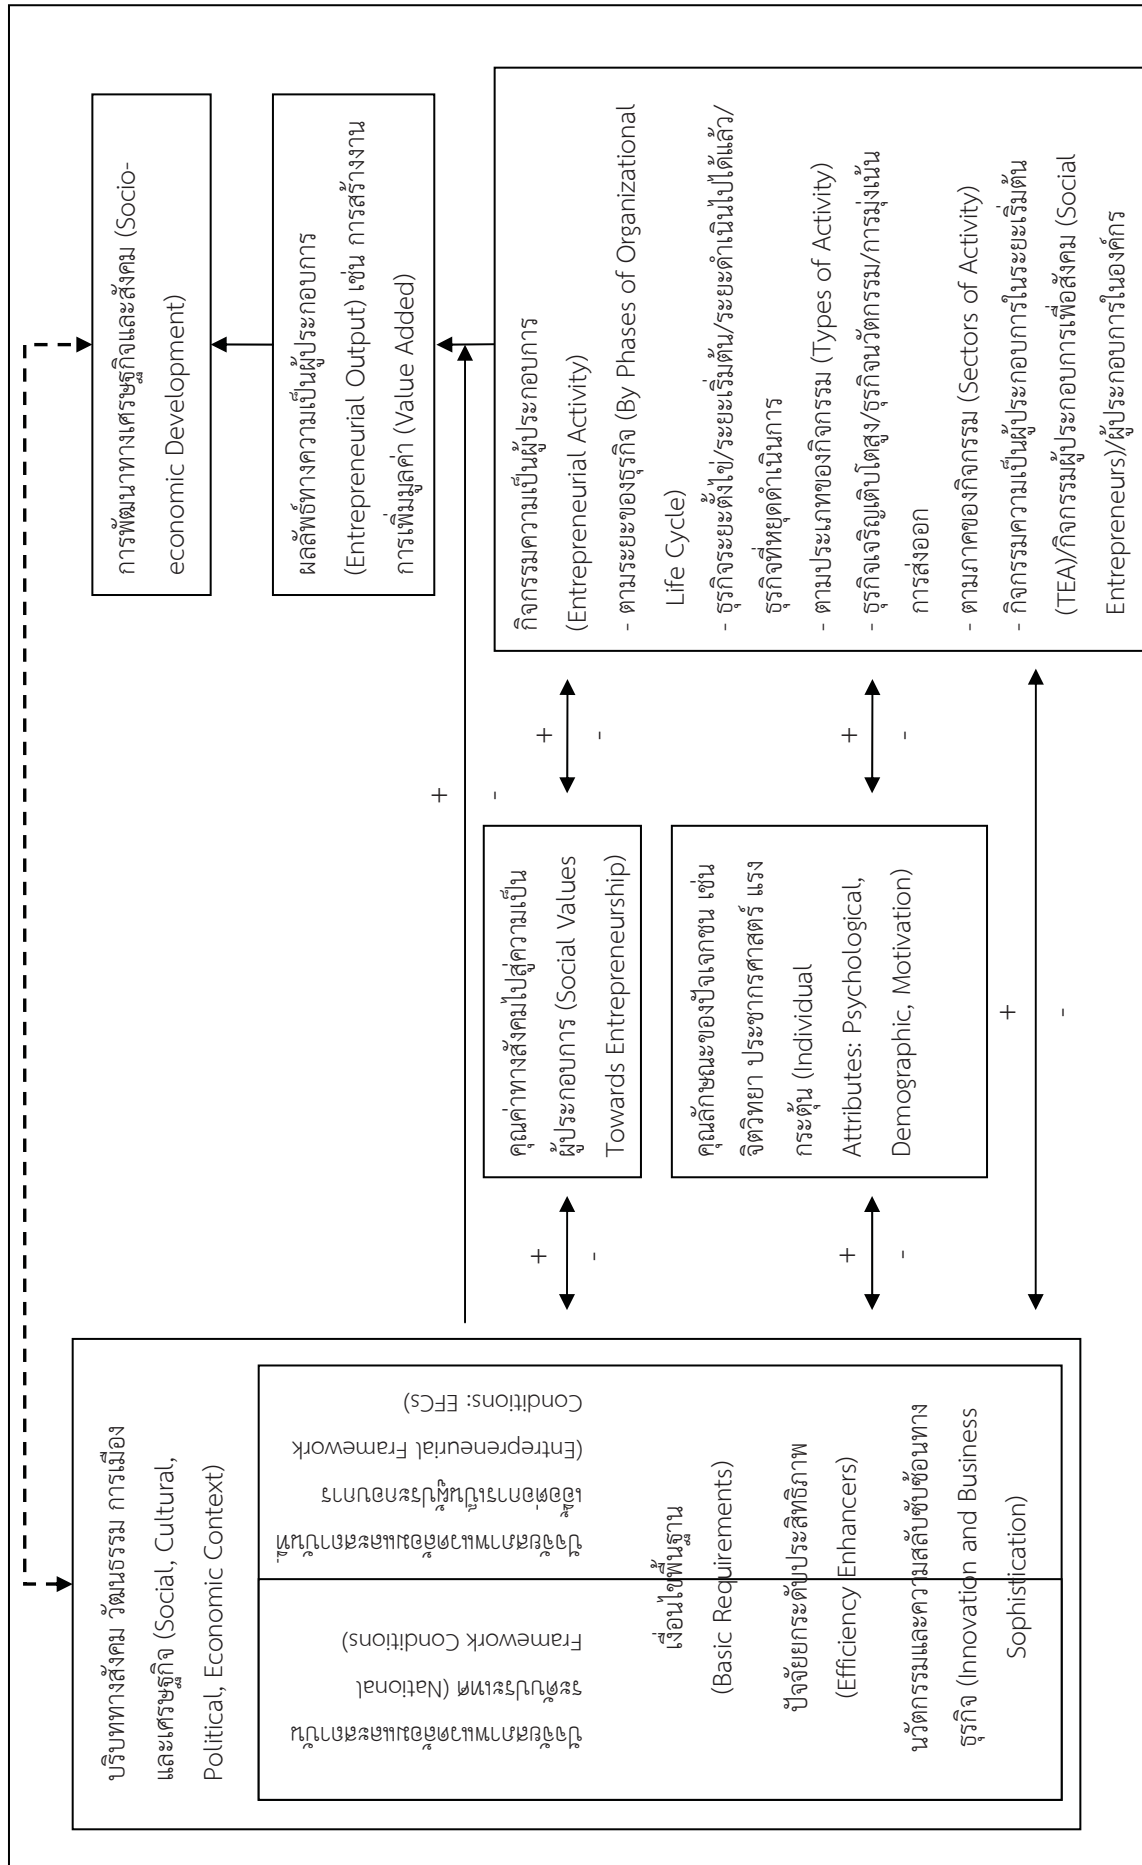 บริบททางสังคม วัฒนธรรม การเมือง
และเศรษฐกิจ (Social, Cultural,
Political, Economic Context)
ปัจจัยสภาพแวดล้อมและสถาบัน
ระดับประเทศ (National
Framework Conditions)
ปัจจัยสภาพแวดล้อมและสถาบันที่
เอื้อต่อการเป็นผู้ประกอบการ
(Entrepreneurial Framework
Conditions: EFCs)
เงื่อนไขพื้นฐาน
(Basic Requirements)
ปัจจัยยกระดับประสิทธิภาพ
(Efficiency Enhancers)
นวัตกรรมและความสลับซับซ้อนทาง
ธุรกิจ (Innovation and Business
Sophistication)
+
-
+
-
+
-
+
-
คุณค่าทางสังคมไปสู่ความเป็น
ผู้ประกอบการ (Social Values
Towards Entrepreneurship)
คุณลักษณะของปัจเจกชน เช่น
จิตวิทยา ประชากรศาสตร์ แรง
กระตุ้น (Individual
Attributes: Psychological,
Demographic, Motivation)
+
-
+
-
การพัฒนาทางเศรษฐกิจและสังคม (Socio-
economic Development)
ผลลัพธ์ทางความเป็นผู้ประกอบการ
(Entrepreneurial Output) เช่น การสร้างงาน
การเพิ่มมูลค่า (Value Added)
กิจกรรมความเป็นผู้ประกอบการ
(Entrepreneurial Activity)
- ตามระยะของธุรกิจ (By Phases of Organizational
Life Cycle)
- ธุรกิจระยะตั้งไข่/ระยะเริ่มต้น/ระยะดำเนินไปได้แล้ว/
ธุรกิจที่หยุดดำเนินการ
- ตามประเภทของกิจกรรม (Types of Activity)
- ธุรกิจเจริญเติบโตสูง/ธุรกิจนวัตกรรม/การมุ่งเน้น
การส่งออก
- ตามภาคของกิจกรรม (Sectors of Activity)
- กิจกรรมความเป็นผู้ประกอบการในระยะเริ่มต้น
(TEA)/กิจกรรมผู้ประกอบการเพื่อสังคม (Social
Entrepreneurs)/ผู้ประกอบการในองค์กร